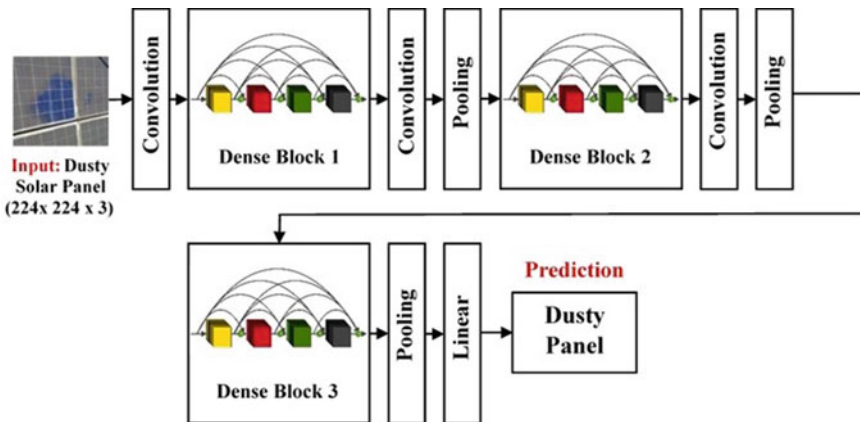 Input: Dusty
Solar Panel
(224x 224 x 3)
Convolution
Dense Block 1
Convolution
Pooling
Dense Block 2
Convolution
Pooling
Dense Block 3
Pooling
Linear
Prediction
Dusty
Panel